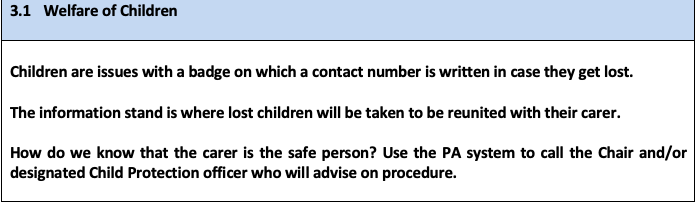 3.1 Welfare of Children
Children are issues with a badge on which a contact number is written in case they get lost.
The information stand is where lost children will be taken to be reunited with their carer.
How do we know that the carer is the safe person? Use the PA system to call the Chair and/or
designated Child Protection officer who will advise on procedure.